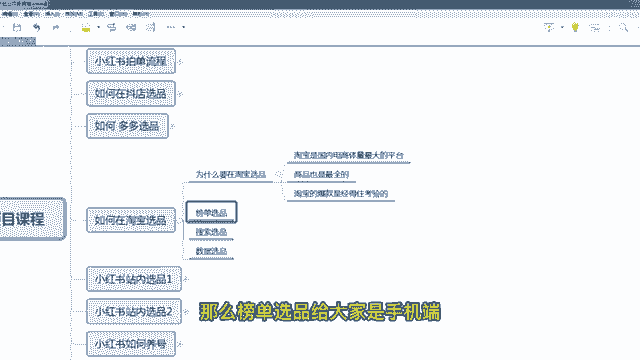 小红书拍单流程
如何在抖店选品
如何 多多选品
为什么要在淘宝选品
淘宝是国内电商体量最大的平台
商品也是最全的
淘宝的爆款是经得住考验的
目课程
如何在淘宝选品
榜单选品
搜索选品
数据选品
小红书站内选品1
小红书站内选品2
小红书如何养号
那么榜单选品给大家是手机端